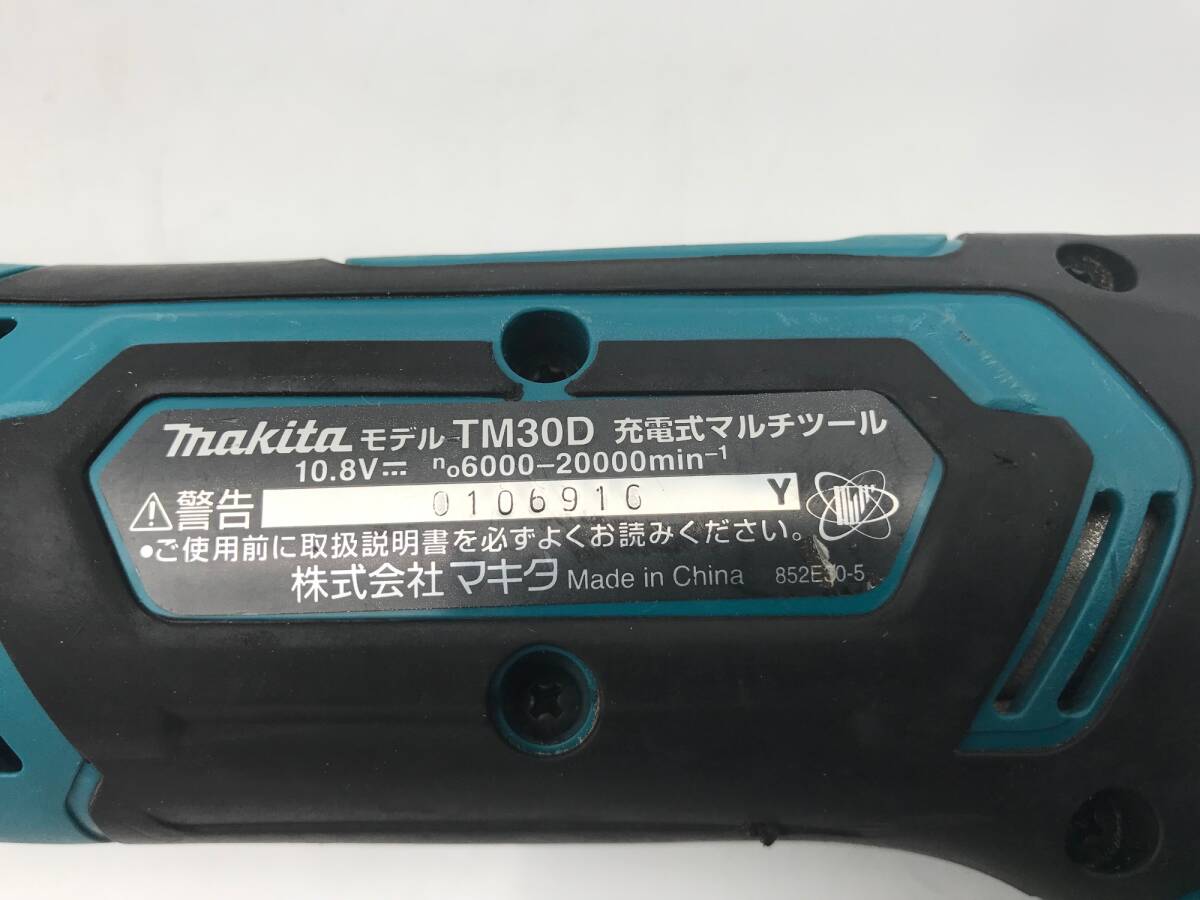 makita モデル TM30D 充電式マルチツール
10.8V⎓ n₀6000–20000min⁻¹
⚠警告 0106916 Y
●ご使用前に取扱説明書を必ずよくお読みください。
株式会社マキタ Made in China 852E30-5